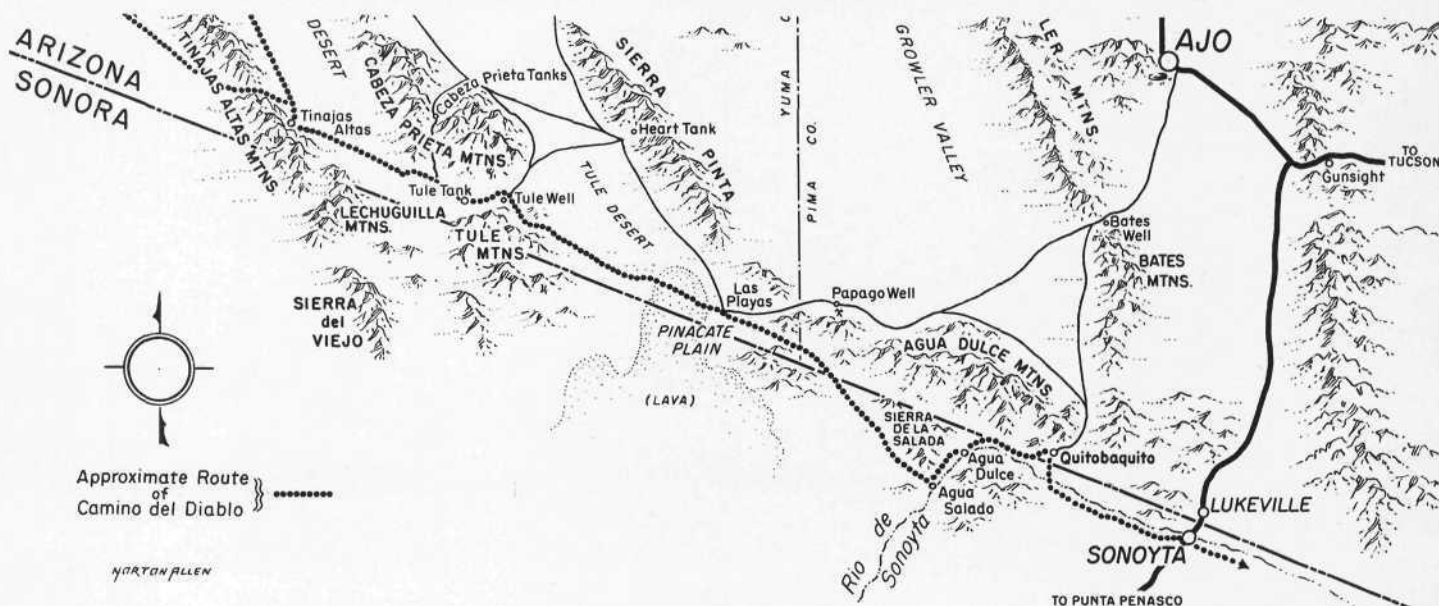 ARIZONA
SONORA
TINAJAS ALTAS MTNS.
DESERT
CABEZA PRIETA MTNS.
Cabeza Prieta Tanks
Tinajas
Altas
SIERRA PINTA
Heart Tank
YUMA C
PIMA CO.
GROWLER VALLEY
LER MTNS.
AJO
TO
TUCSON
Gunsight
Tule Tank
Tule Well
TULE DESERT
LECHUGUILLA
MTNS.
TULE
MTNS.
Bates
Well
BATES
MTNS.
SIERRA
del
VIEJO
Las
Playas
Papago Well
PINACATE
PLAIN
(LAVA)
AGUA DULCE MTNS.
SIERRA
DE LA
SALADA
Agua
Dulce
Quitobaquito
Agua
Salado
Rio de
Sonoyta
LUKEVILLE
SONOYTA
TO PUNTA PENASCO
Approximate Route
of
Camino del Diablo
NORTON ALLEN